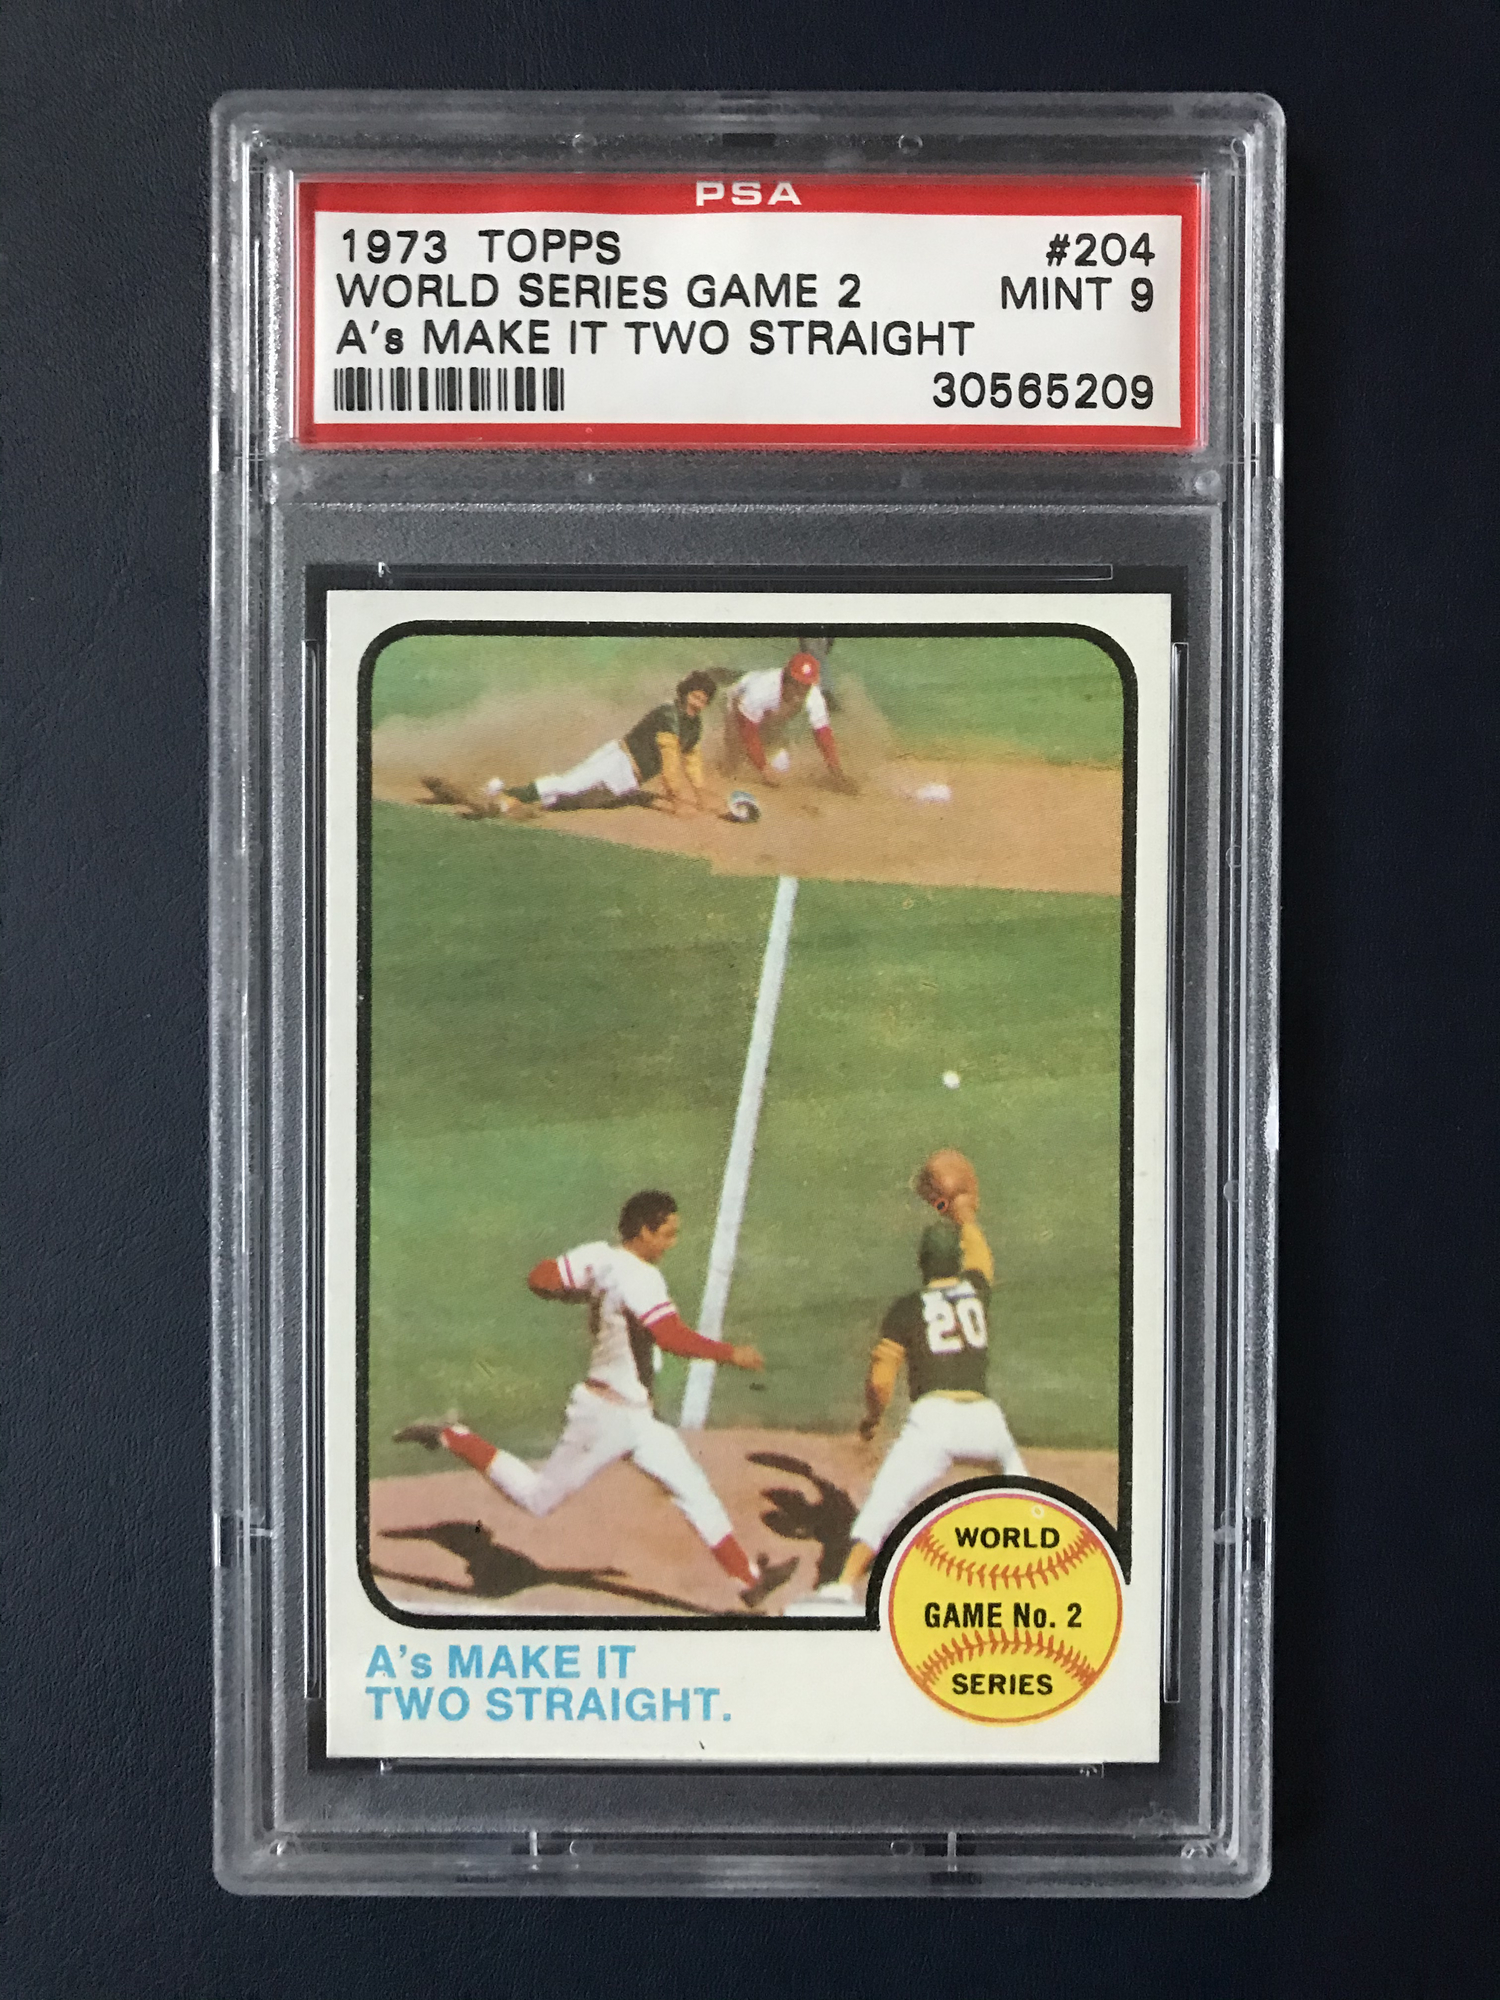 PSA
1973 TOPPS #204
WORLD SERIES GAME 2 MINT 9
A's MAKE IT TWO STRAIGHT
30565209
20
WORLD
GAME No. 2
SERIES
A's MAKE IT
TWO STRAIGHT.